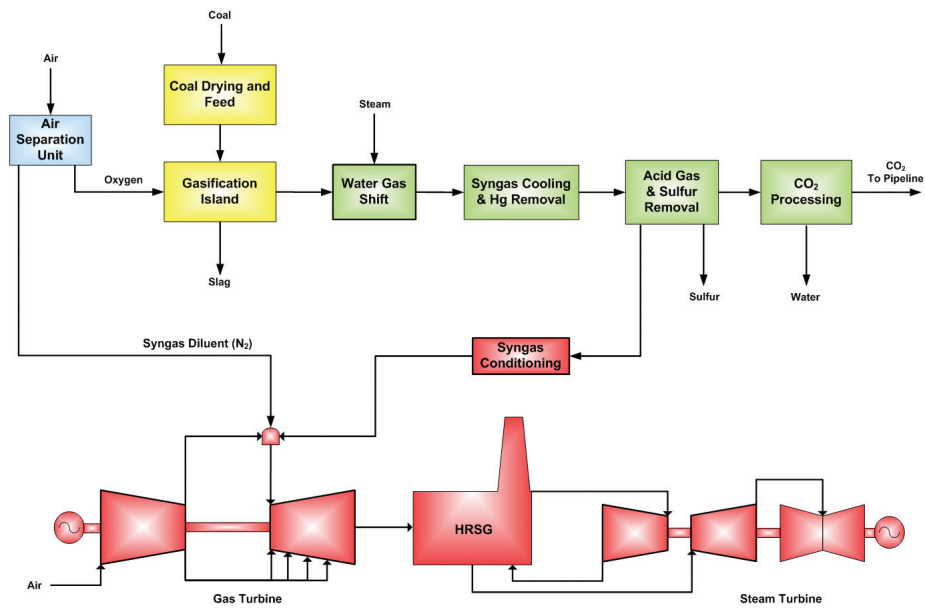 Coal
Air
Coal Drying and
Feed
Steam
Air
Separation
Unit
Oxygen
Gasification
Island
Water Gas
Shift
Syngas Cooling
& Hg Removal
Acid Gas
& Sulfur
Removal
CO2
Processing
CO2
To Pipeline
Slag
Sulfur
Water
Syngas Diluent (N2)
Syngas
Conditioning
HRSG
Air
Gas Turbine
Steam Turbine